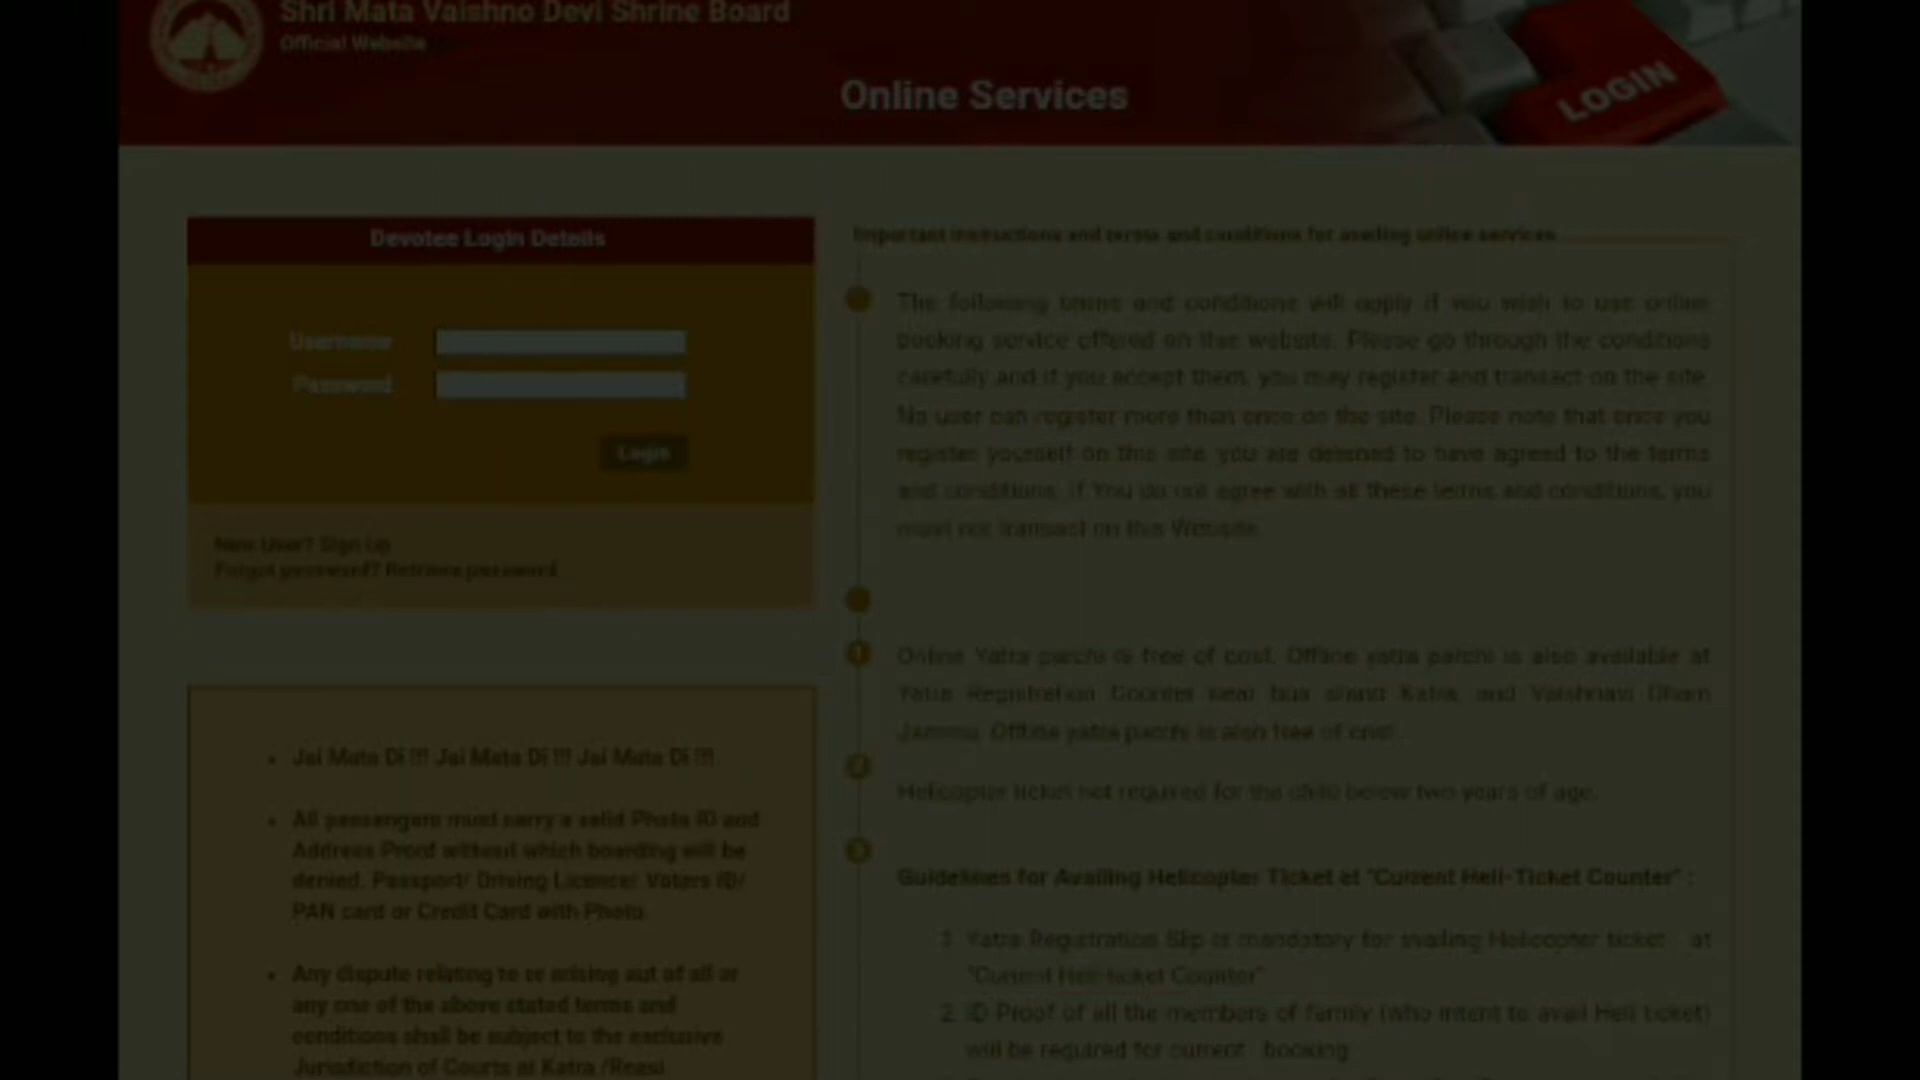 Shri Mata Vaishno Devi Shrine Board
Official Website
Online Services
LOGIN
Devotee Login Details
Username
Password
Login
New User? Sign Up
Forgot password? Retrieve password
Jai Mata Di !!! Jai Mata Di !!! Jai Mata Di !!!
All passengers must carry a valid Photo ID and
Address Proof without which boarding will be
denied. Passport/ Driving Licence/ Voters ID/
PAN card or Credit Card with Photo.
Any dispute relating to or arising out of all or
any one of the above stated terms and
conditions shall be subject to the exclusive
Jurisdiction of Courts at Katra /Reasi.
Important instructions and terms and conditions for availing online services
The following terms and conditions will apply if you wish to use online
booking service offered on this website. Please go through the conditions
carefully and if you accept them, you may register and transact on the site.
No user can register more than once on the site. Please note that once you
register yourself on this site, you are deemed to have agreed to the terms
and conditions. If You do not agree with all these terms and conditions, you
must not transact on this Website.
1 Online Yatra parchi is free of cost. Offline yatra parchi is also available at
Yatra Registration Counter near bus stand Katra, and Vaishnavi Dham
Jammu. Offline yatra parchi is also free of cost.
2 Helicopter ticket not required for the child below two years of age.
3 Guidelines for Availing Helicopter Ticket at "Current Heli-Ticket Counter" :
1. Yatra Registration Slip is mandatory for availing Helicopter ticket at
"Current Heli-ticket Counter"
2. ID Proof of all the members of family (who intent to avail Heli ticket)
will be required for current booking.